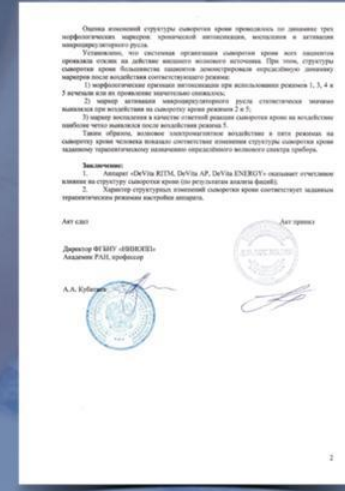 Оценка изменений структуры сыворотки крови проводилось по динамике трех
морфологических маркеров: хронической интоксикации, воспаления и активации
микроциркуляторного русла.
Установлено, что системная организация сыворотки крови всех пациентов
проявляла отклик на действие внешнего волнового источника. При этом, структуры
сыворотки крови большинства пациентов демонстрировали определённую динамику
маркеров после воздействия соответствующего режима:
1) морфологические признаки интоксикации при использовании режимов 1, 3, 4 и
5 исчезали или их проявление значительно снижалось;
2) маркер активации микроциркуляторного русла статистически значимо
выявлялся при воздействии на сыворотку крови режимов 2 и 5;
3) маркер воспаления в качестве ответной реакции сыворотки крови на воздействие
наиболее четко выявлялся после воздействия режима 5.
Таким образом, волновое электромагнитное воздействие в пяти режимах на
сыворотку крови человека показало соответствие изменения структуры сыворотки крови
заданному терапевтическому назначению определённого волнового спектра прибора.
Заключение:
1. Аппарат «DeVita RITM, DeVita AP, DeVita ENERGY» оказывает отчетливое
влияние на структуру сыворотки крови (по результатам анализа фаций);
2. Характер структурных изменений сыворотки крови соответствует заданным
терапевтическим режимам настройки аппарата.
Акт сдает Акт принял
Директор ФГБНУ «НИИОПП»
Академик РАН, профессор
А.А. Кубатиев
2